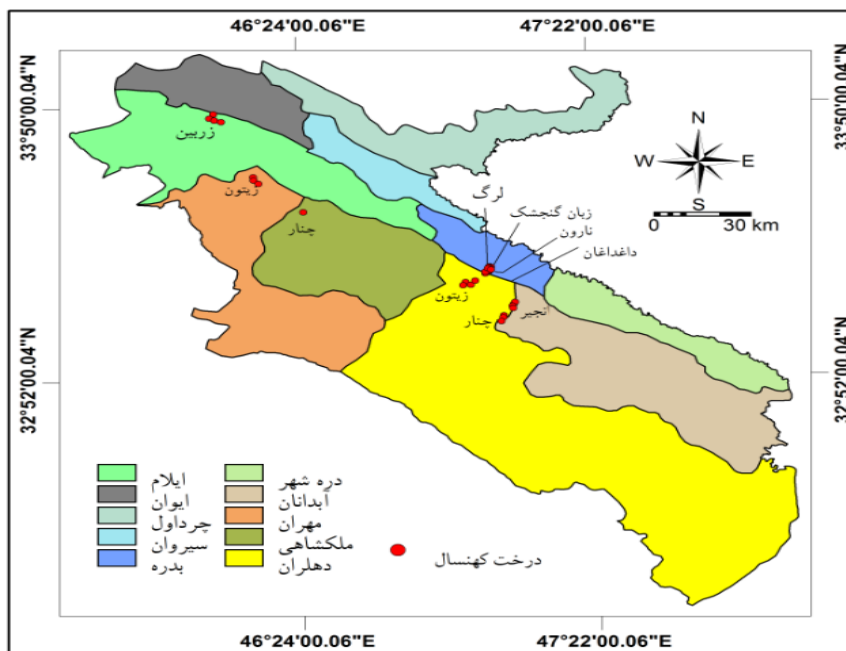 46°24'00.06"E
47°22'00.06"E
33°50'00.04"N
33°50'00.04"N
N
W
E
S
0
30 km
زربین
زیتون
چنار
لرگ
زبان گنجشک
نارون
داغداغان
زیتون
انجیر
چنار
32°52'00.04"N
32°52'00.04"N
ایلام
دره شهر
ایوان
آبدانان
چرداول
مهران
سیروان
ملکشاهی
بدره
دهلران
درخت کهنسال
46°24'00.06"E
47°22'00.06"E